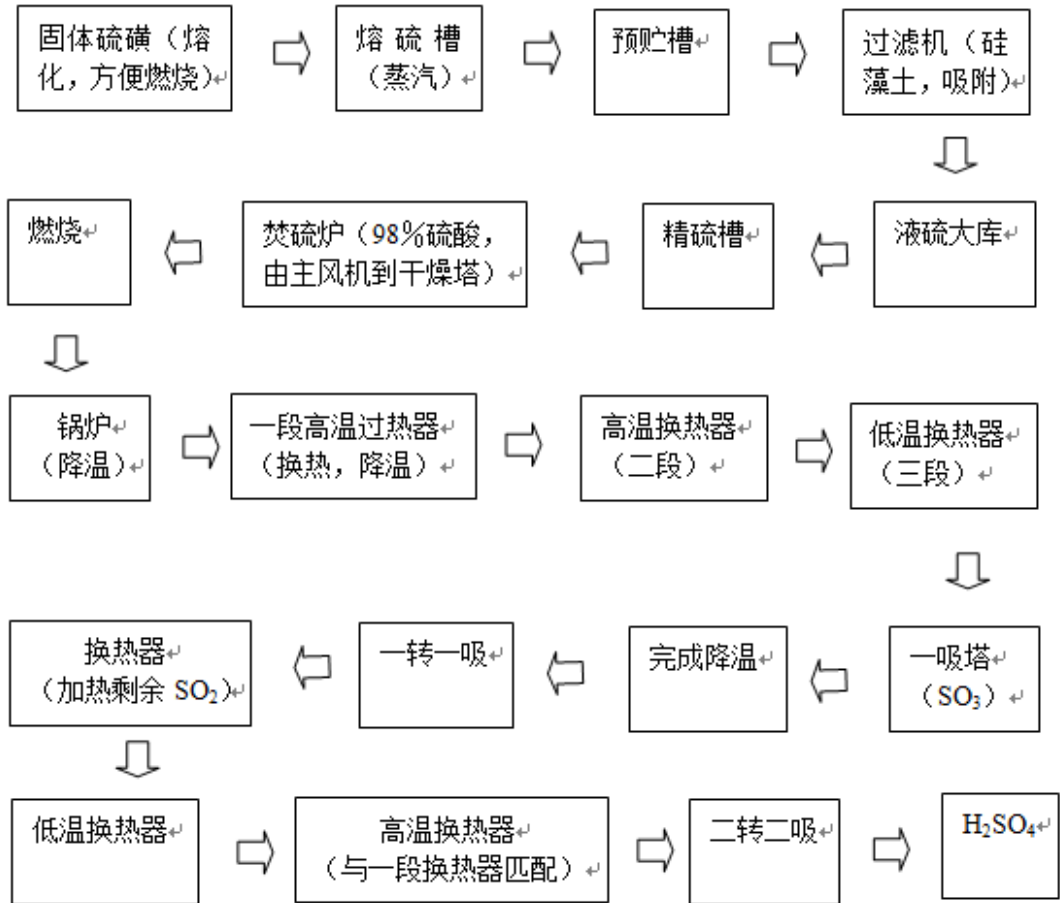 固体硫磺（熔
化，方便燃烧）
熔硫槽
（蒸汽）
预贮槽
过滤机（硅
藻土，吸附）
燃烧
焚硫炉（98%硫酸，
由主风机到干燥塔）
精硫槽
液硫大库
锅炉
（降温）
一段高温过热器
（换热，降温）
高温换热器
（二段）
低温换热器
（三段）
换热器
（加热剩余 SO₂）
一转一吸
完成降温
一吸塔
（SO₃）
低温换热器
高温换热器
（与一段换热器匹配）
二转二吸
H₂SO₄